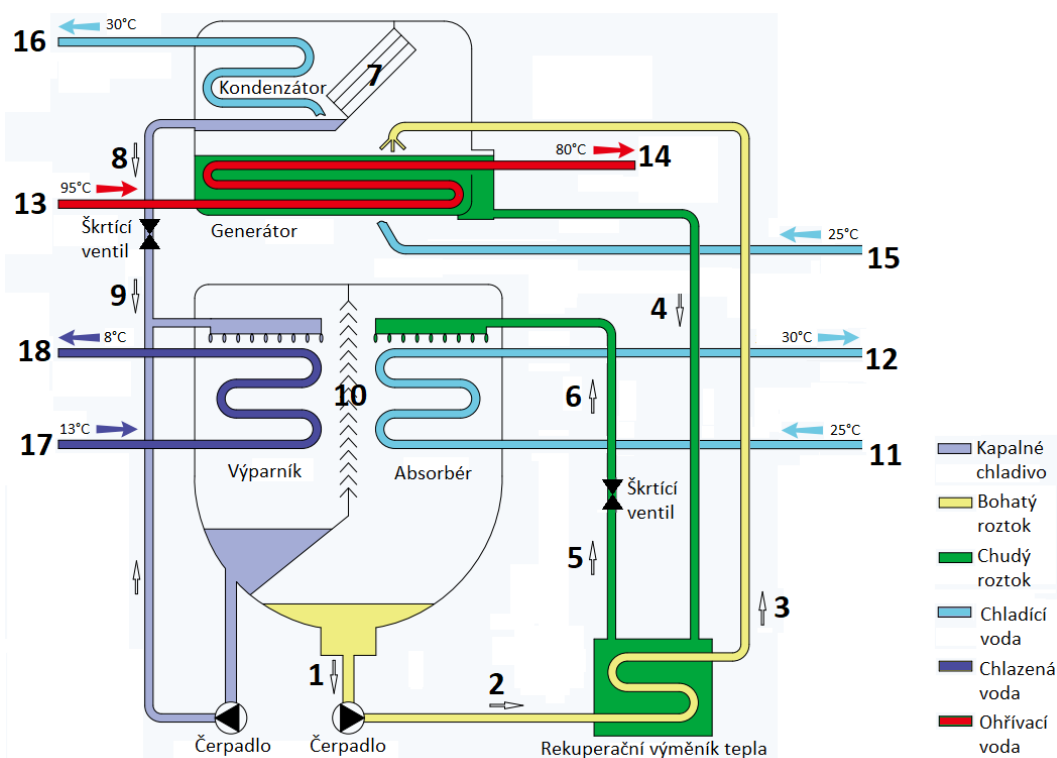 30°C
16
7
Kondenzátor
8
80°C
14
95°C
13
Škrtící
ventil
Generátor
25°C
15
9
4
8°C
18
30°C
12
10
6
13°C
17
25°C
11
Výparník
Absorbér
Škrtící
ventil
5
3
1
2
Čerpadlo
Čerpadlo
Rekuperační výměník tepla
Kapalné
chladivo
Bohatý
roztok
Chudý
roztok
Chladící
voda
Chlazená
voda
Ohřívací
voda